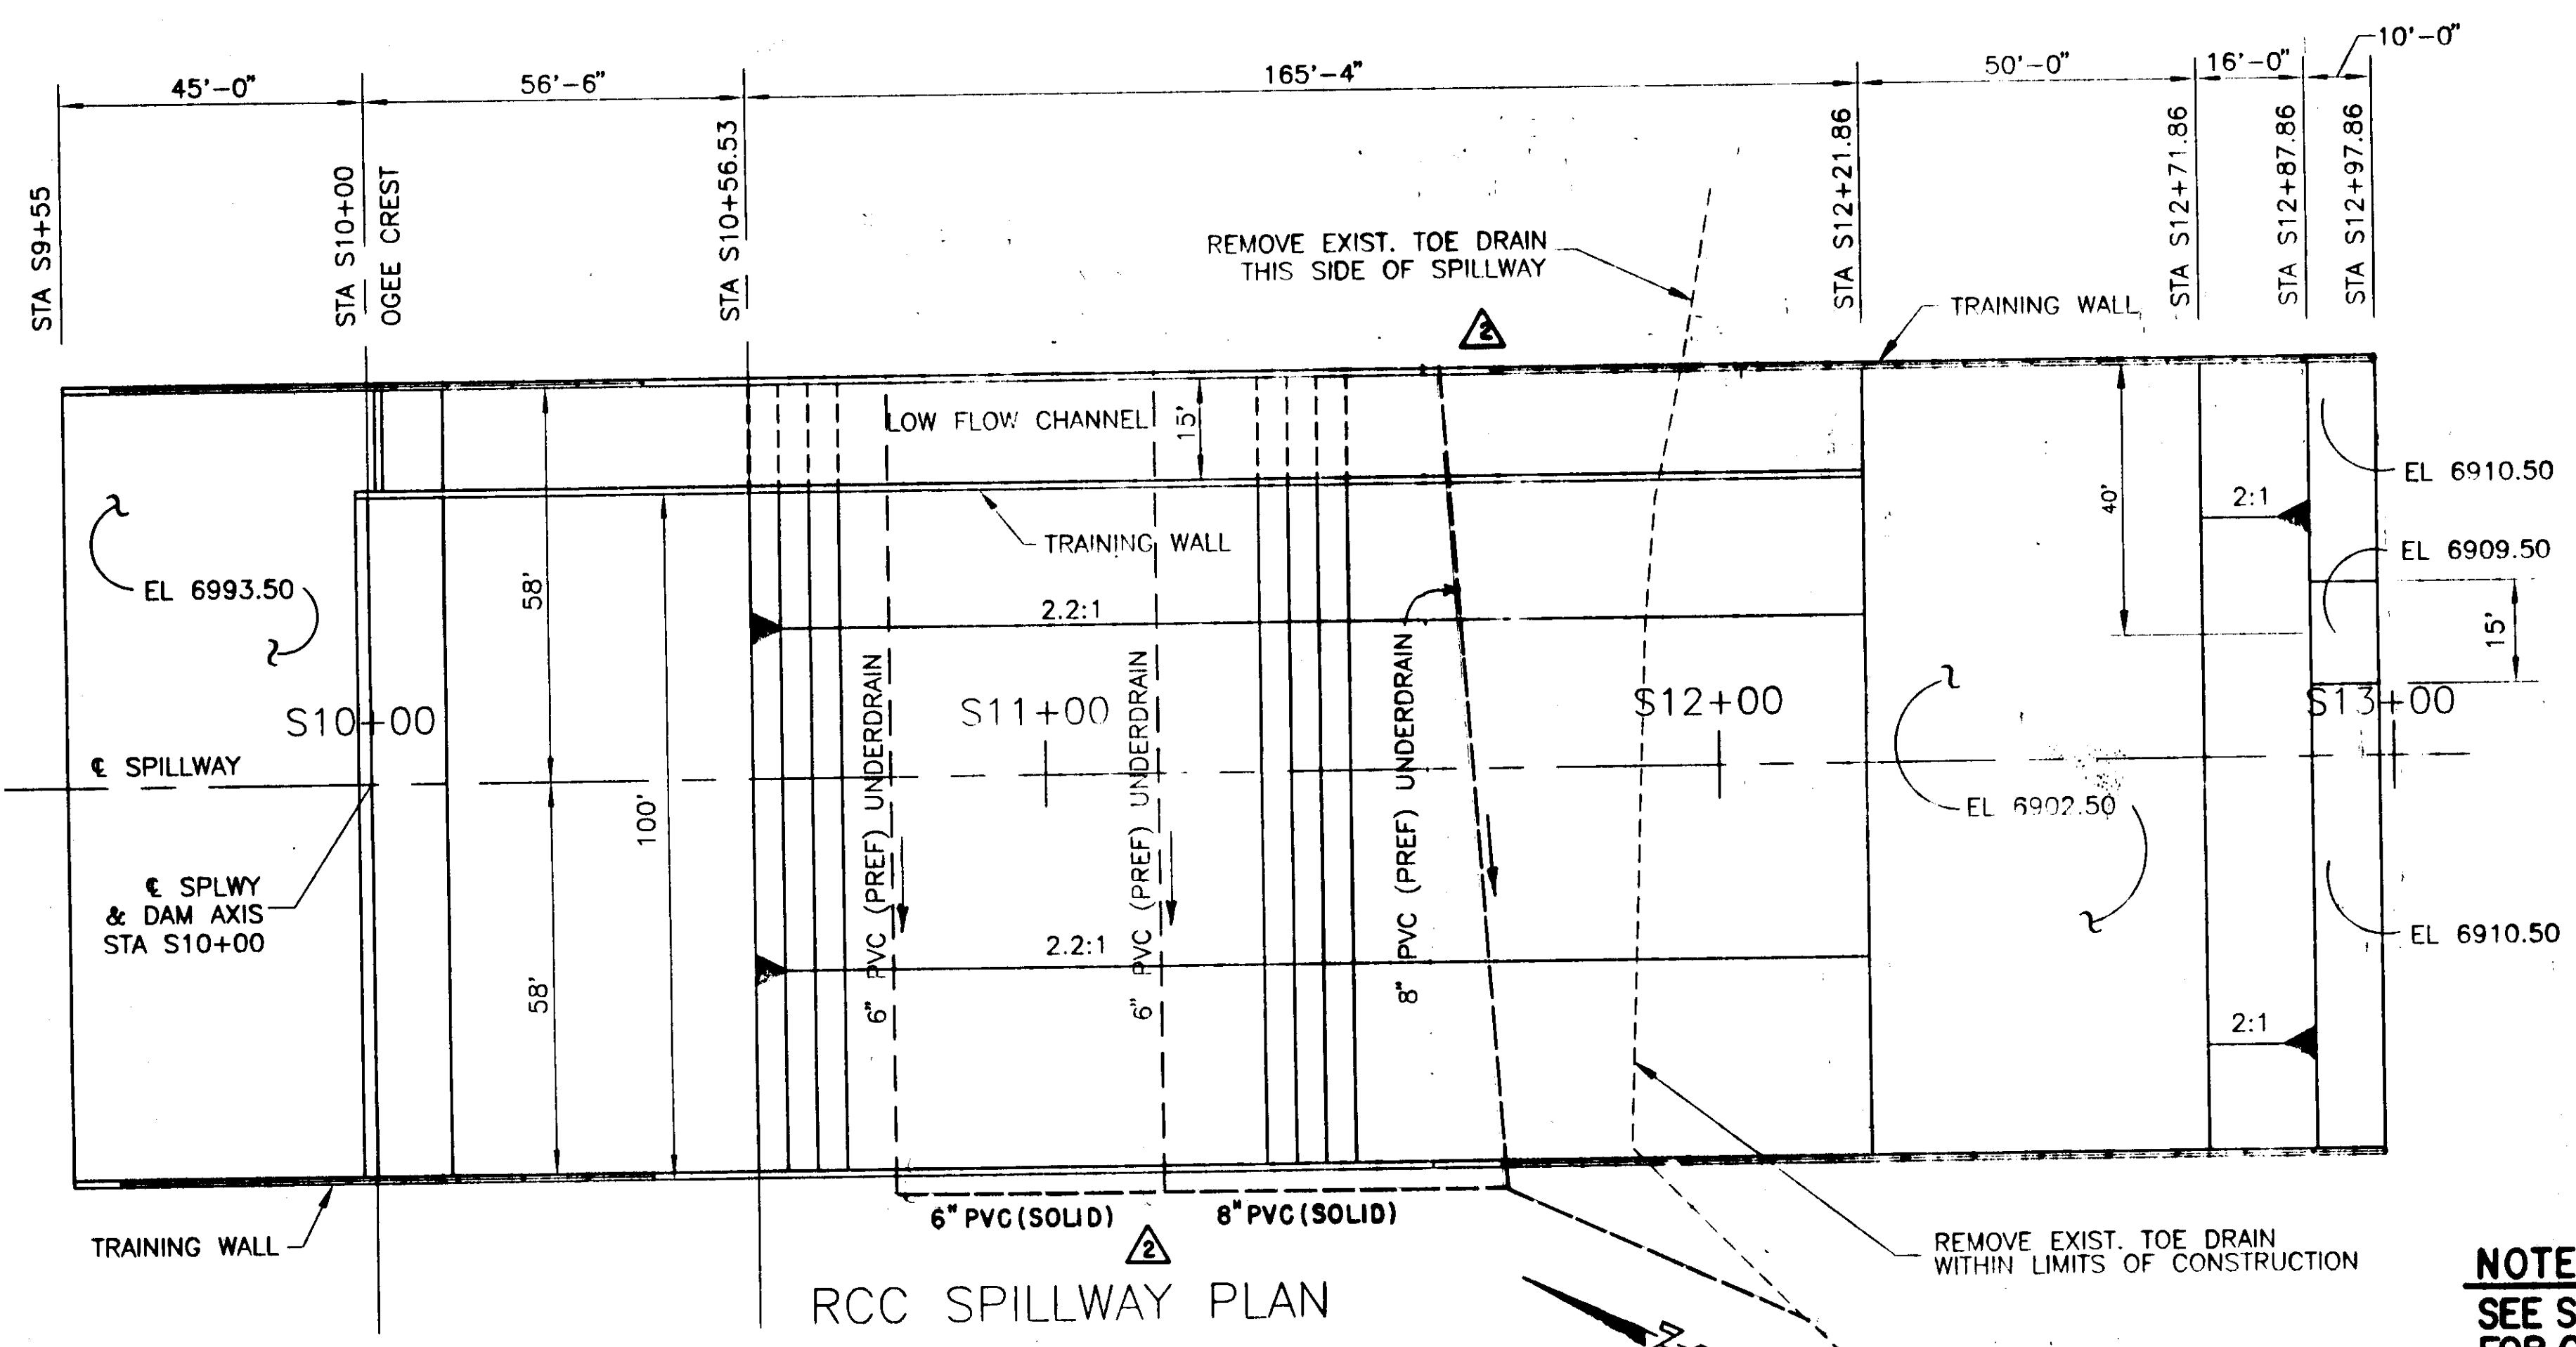 45'-0"
56'-6"
165'-4"
50'-0"
16'-0"
10'-0"
STA S9+55
STA S10+00
OGEE CREST
STA S10+56.53
STA S12+21.86
STA S12+71.86
STA S12+87.86
STA S12+97.86
REMOVE EXIST. TOE DRAIN
THIS SIDE OF SPILLWAY
2
TRAINING WALL
LOW FLOW CHANNEL
15'
TRAINING WALL
EL 6993.50
58'
100'
58'
2.2:1
2.2:1
40'
2:1
2:1
EL 6910.50
EL 6909.50
15'
S10+00
S11+00
S12+00
S13+00
℄ SPILLWAY
6" PVC (PREF) UNDERDRAIN
6" PVC (PREF) UNDERDRAIN
8" PVC (PREF) UNDERDRAIN
EL 6902.50
EL 6910.50
℄ SPLWY
& DAM AXIS
STA S10+00
TRAINING WALL
6" PVC (SOLID)
8" PVC (SOLID)
2
REMOVE EXIST. TOE DRAIN
WITHIN LIMITS OF CONSTRUCTION
RCC SPILLWAY PLAN
NOTE
SEE S